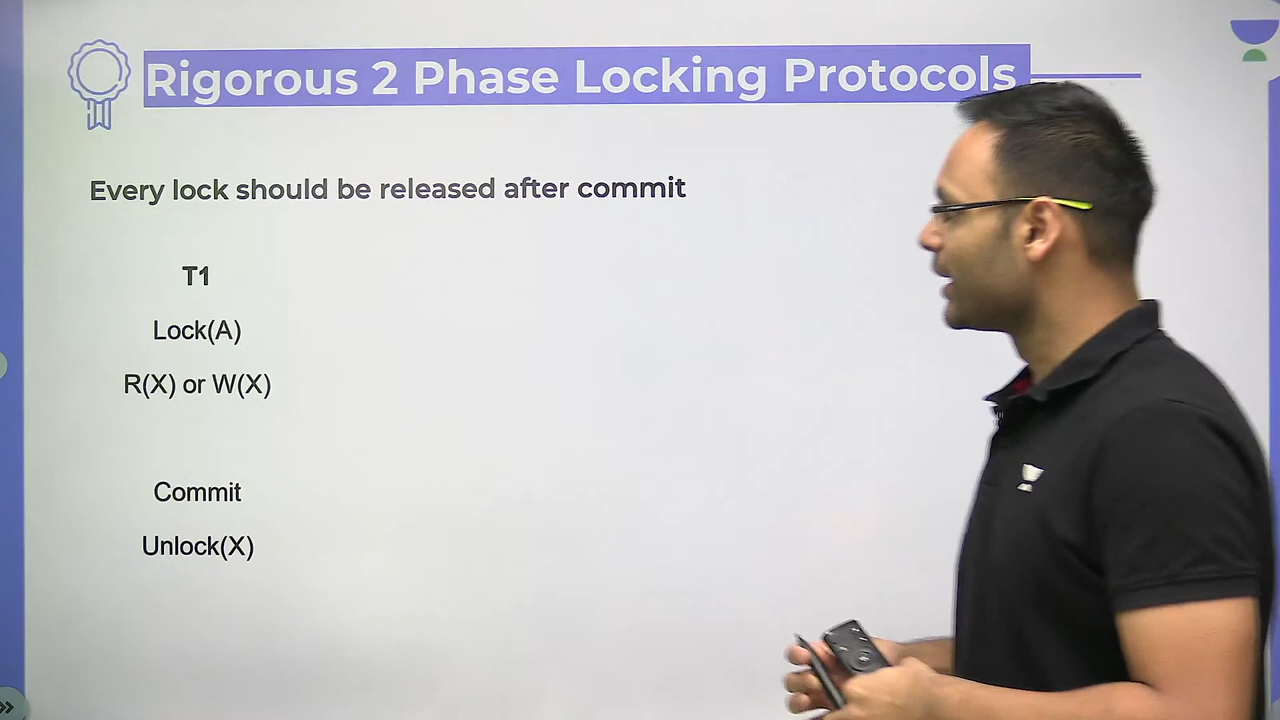 Rigorous 2 Phase Locking Protocols
Every lock should be released after commit
T1
Lock(A)
R(X) or W(X)
Commit
Unlock(X)